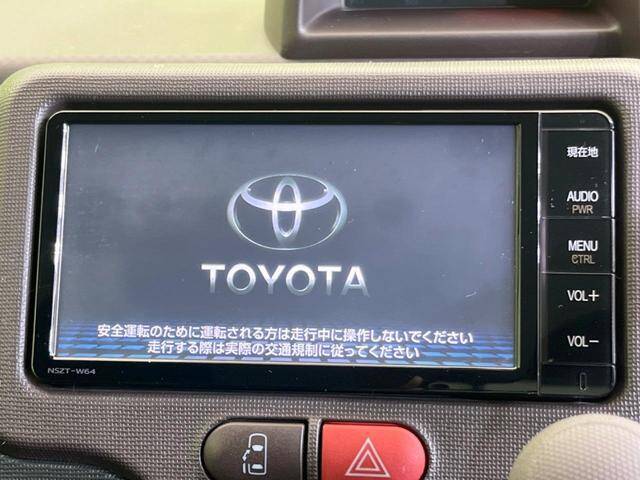 現在地
AUDIO
PWR
MENU
CTRL
VOL+
VOL−
TOYOTA
安全運転のために運転される方は走行中に操作しないでください
走行する際は実際の交通規制に従ってください
NSZT-W64